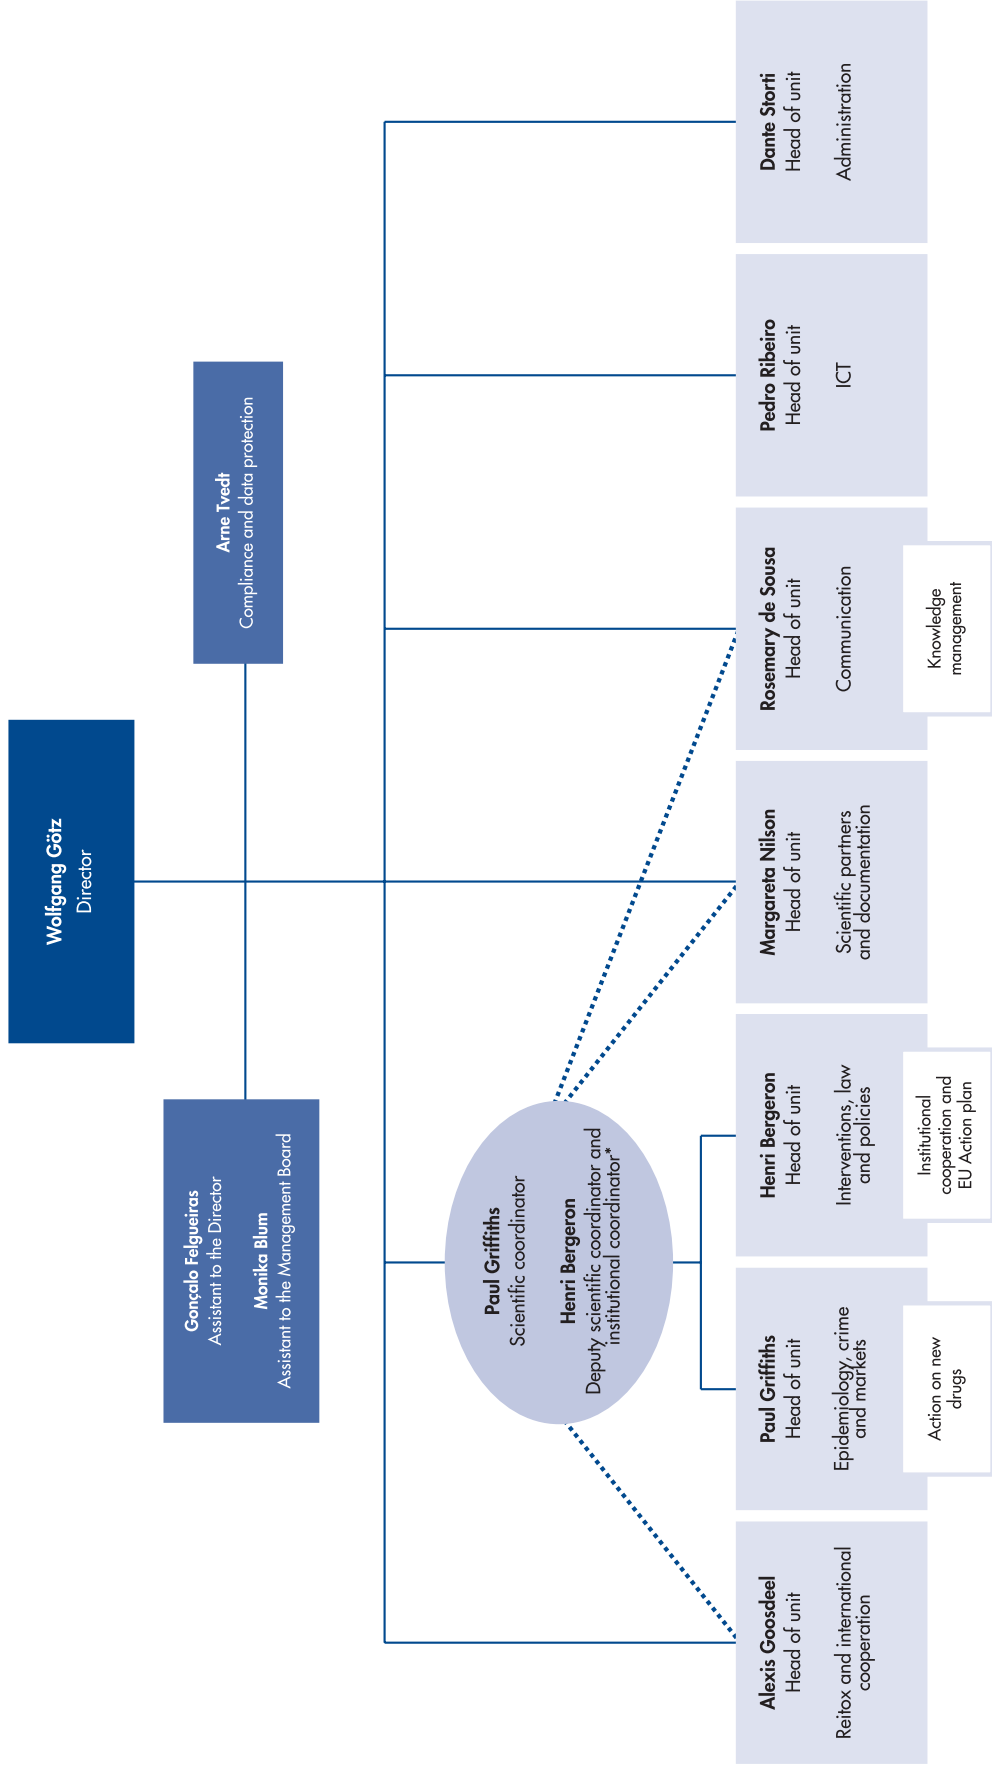 Wolfgang Götz
Director
Gonçalo Felgueiras
Assistant to the Director
Monika Blum
Assistant to the Management Board
Arne Tvedt
Compliance and data protection
Paul Griffiths
Scientific coordinator
Henri Bergeron
Deputy scientific coordinator and
institutional coordinator*
Alexis Goosdeel
Head of unit
Reitox and international
cooperation
Paul Griffiths
Head of unit
Epidemiology, crime
and markets
Action on new
drugs
Henri Bergeron
Head of unit
Interventions, law
and policies
Institutional
cooperation and
EU Action plan
Margareta Nilson
Head of unit
Scientific partners
and documentation
Rosemary de Sousa
Head of unit
Communication
Knowledge
management
Pedro Ribeiro
Head of unit
ICT
Dante Storti
Head of unit
Administration